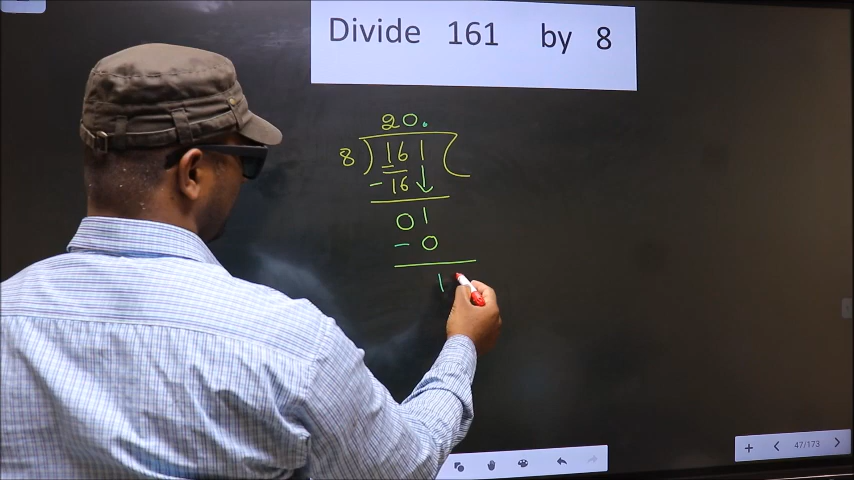 Divide 161 by 8
20.
8 ) 161 (
- 16 ↓
01
- 0
1
47/173